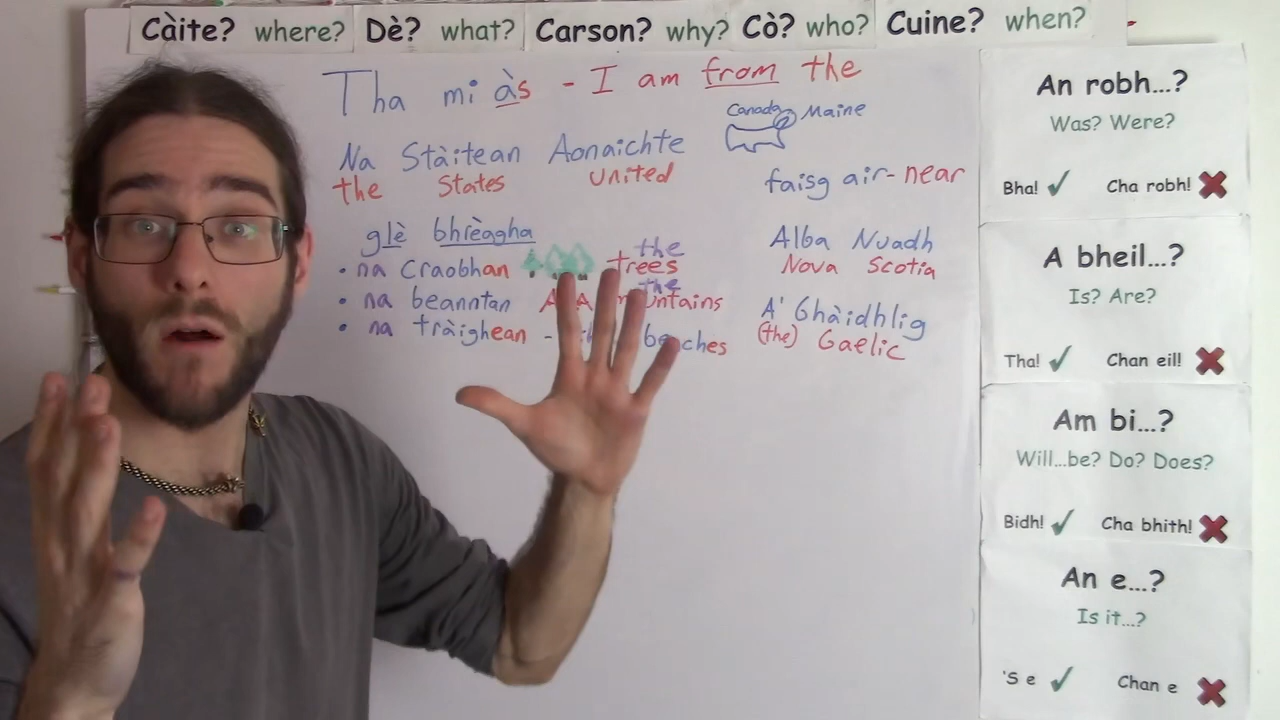 Càite? where? Dè? what? Carson? why? Cò? who? Cuine? when?
Tha mi às - I am from the
Canada Maine
Na Stàitean Aonaichte
the States United
faisg air - near
glè bhrèagha
• na Craobhan the trees
• na beanntan the
• na tràighean - beaches
Alba Nuadh
Nova Scotia
A' Ghàidhlig
(the) Gaelic
An robh...?
Was? Were?
Bha! ✓ Cha robh! ✗
A bheil...?
Is? Are?
Tha! ✓ Chan eil! ✗
Am bi...?
Will...be? Do? Does?
Bidh! ✓ Cha bhith! ✗
An e...?
Is it...?
'S e ✓ Chan e ✗